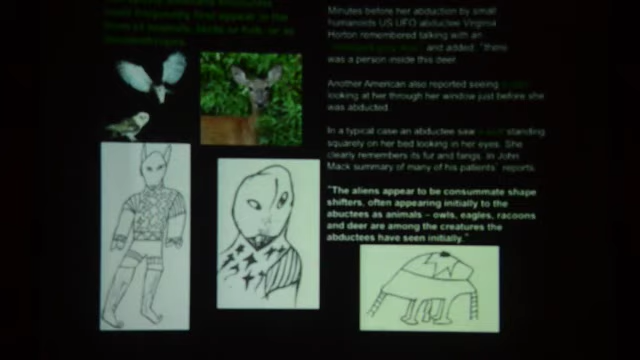 Minutes before her abduction by small
humanoids US UFO abductee Virginia
Horton remembered talking with an
and added, "there
was a person inside this deer.
Another American also reported seeing
looking at her through her window just before she
was abducted.
In a typical case an abductee saw standing
squarely on her bed looking in her eyes. She
clearly remembers its fur and fangs. In John
Mack summary of many of his patients' reports.
"The aliens appear to be consummate shape
shifters, often appearing initially to the
abuctees as animals – owls, eagles, racoons
and deer are among the creatures the
abductees have seen initially."